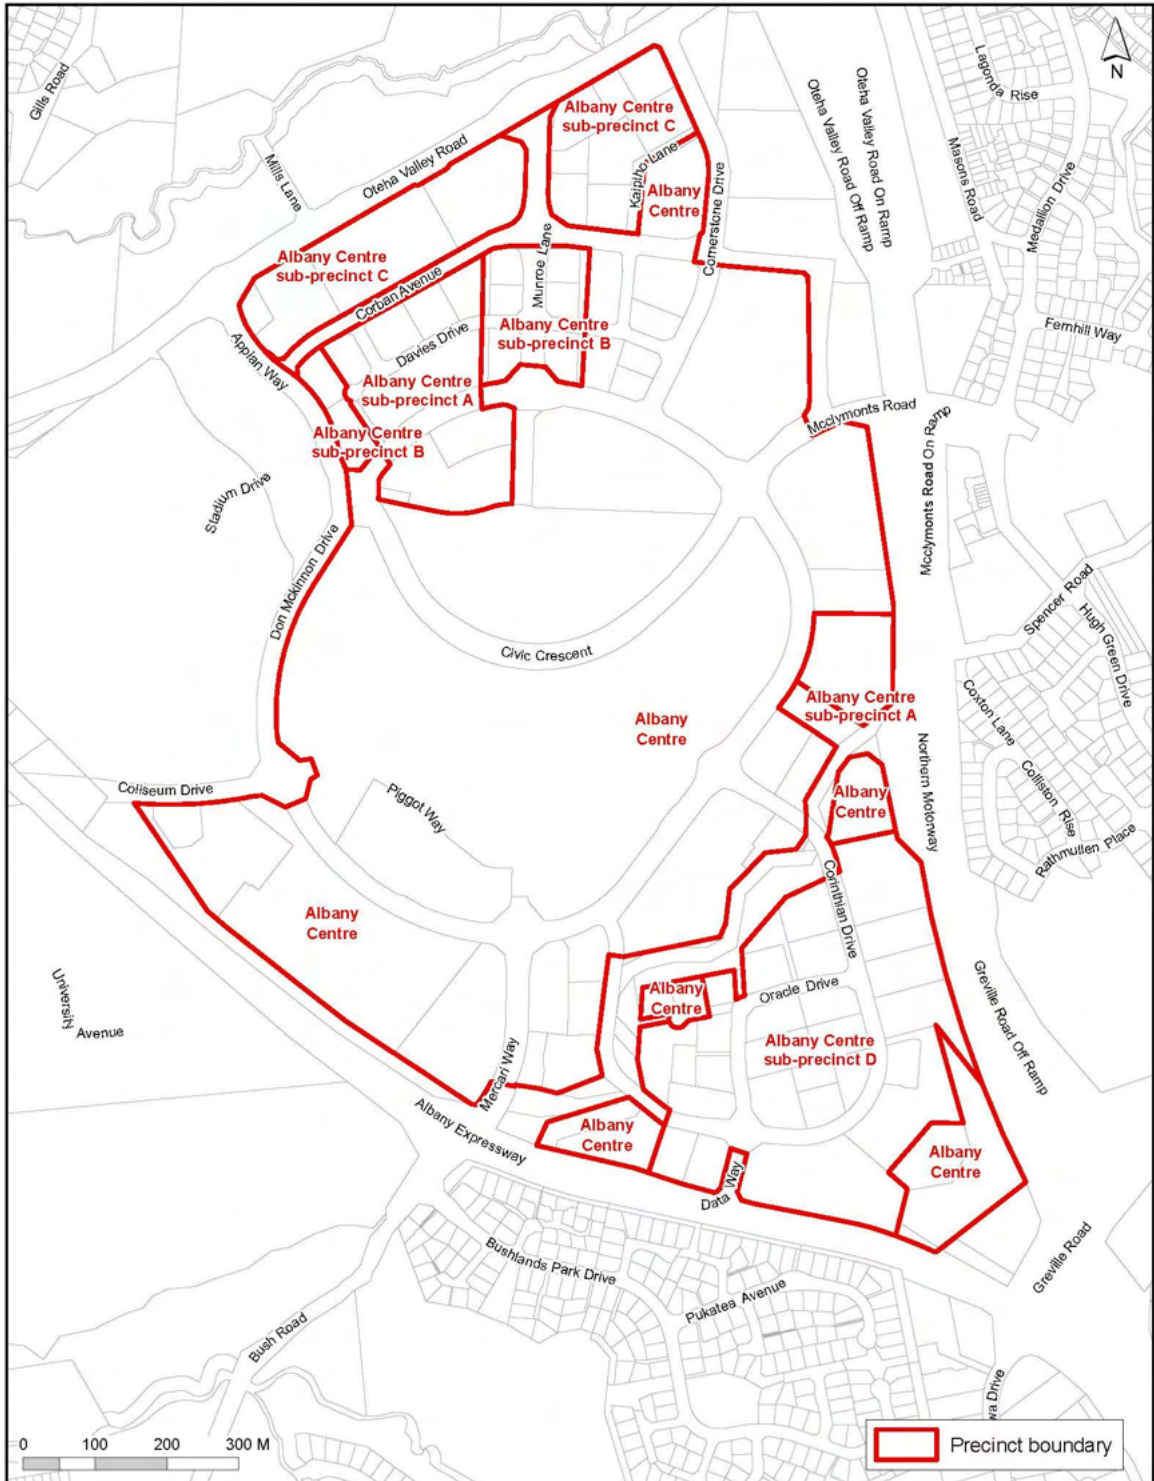 N
Gills Road
Mills Lane
Oteha Valley Road
Albany Centre
sub-precinct C
Kaipiho Lane
Albany
Centre
Cornerstone Drive
Oteha Valley Road Off Ramp
Oteha Valley Road On Ramp
Lagonda Rise
Masons Road
Medallion Drive
Fernhill Way
Albany Centre
sub-precinct C
Corban Avenue
Munroe Lane
Albany Centre
sub-precinct B
Davies Drive
Appian Way
Albany Centre
sub-precinct A
Albany Centre
sub-precinct B
Mcclymonts Road
Mcclymonts Road On Ramp
Stadium Drive
Don Mckinnon Drive
Civic Crescent
Spencer Road
Hugh Green Drive
Coxton Lane
Colliston Rise
Rathmullen Place
Albany Centre
sub-precinct A
Albany
Centre
Northern Motorway
Albany
Centre
Coliseum Drive
Piggot Way
Corinthian Drive
Albany
Centre
University
Avenue
Albany
Centre
Oracle Drive
Albany Centre
sub-precinct D
Greville Road Off Ramp
Mercari Way
Albany Expressway
Albany
Centre
Albany
Centre
Data Way
Greville Road
Bushlands Park Drive
Pukatea Avenue
Bush Road
wa Drive
0 100 200 300 M
Precinct boundary